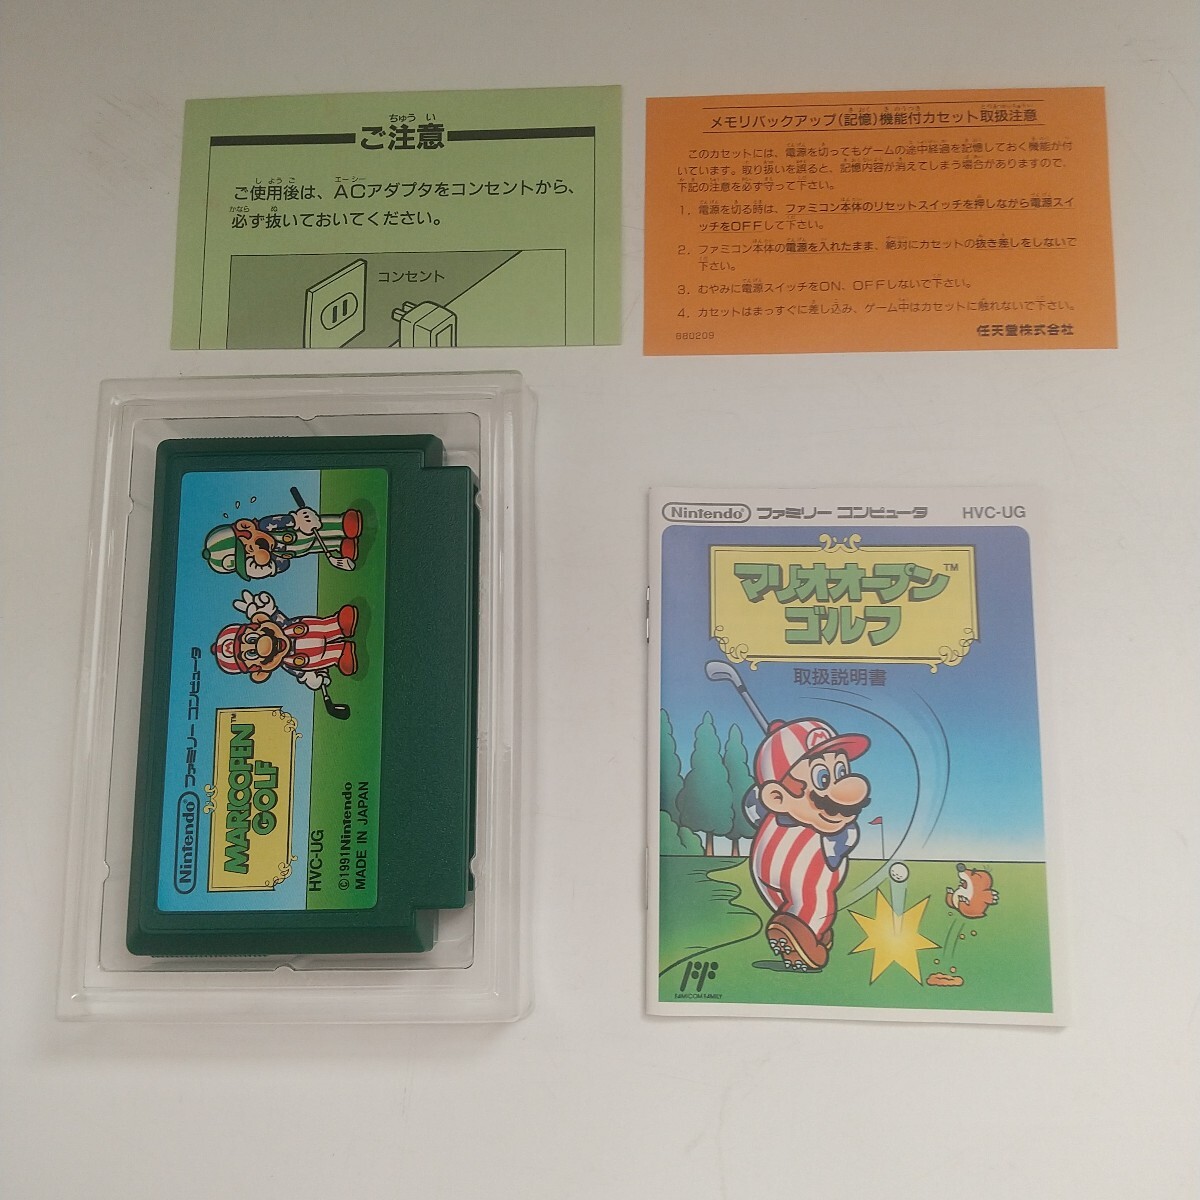 ちゅう い
ご注意
しようご エーシー
ご使用後は、ACアダプタをコンセントから、
かなら ぬ
必ず抜いておいてください。
コンセント
メモリバックアップ(記憶)機能付カセット取扱注意
このカセットには、電源を切ってもゲームの途中経過を記憶しておく機能が付
いています。取り扱いを誤ると、記憶内容が消えてしまう場合がありますので、
下記の注意を必ず守って下さい。
1. 電源を切る時は、ファミコン本体のリセットスイッチを押しながら電源スイ
ッチをOFFして下さい。
2. ファミコン本体の電源を入れたまま、絶対にカセットの抜き差しをしないで
下さい。
3. むやみに電源スイッチをON、OFFしないで下さい。
4. カセットはまっすぐに差し込み、ゲーム中はカセットに触れないで下さい。
680209
任天堂株式会社
Nintendo ファミリー コンピュータ
MARIOOPEN™
GOLF
HVC-UG
©1991Nintendo
MADE IN JAPAN
M
Nintendo ファミリー コンピュータ HVC-UG
マリオオープン™
ゴルフ
取扱説明書
M
FAMICOM FAMILY